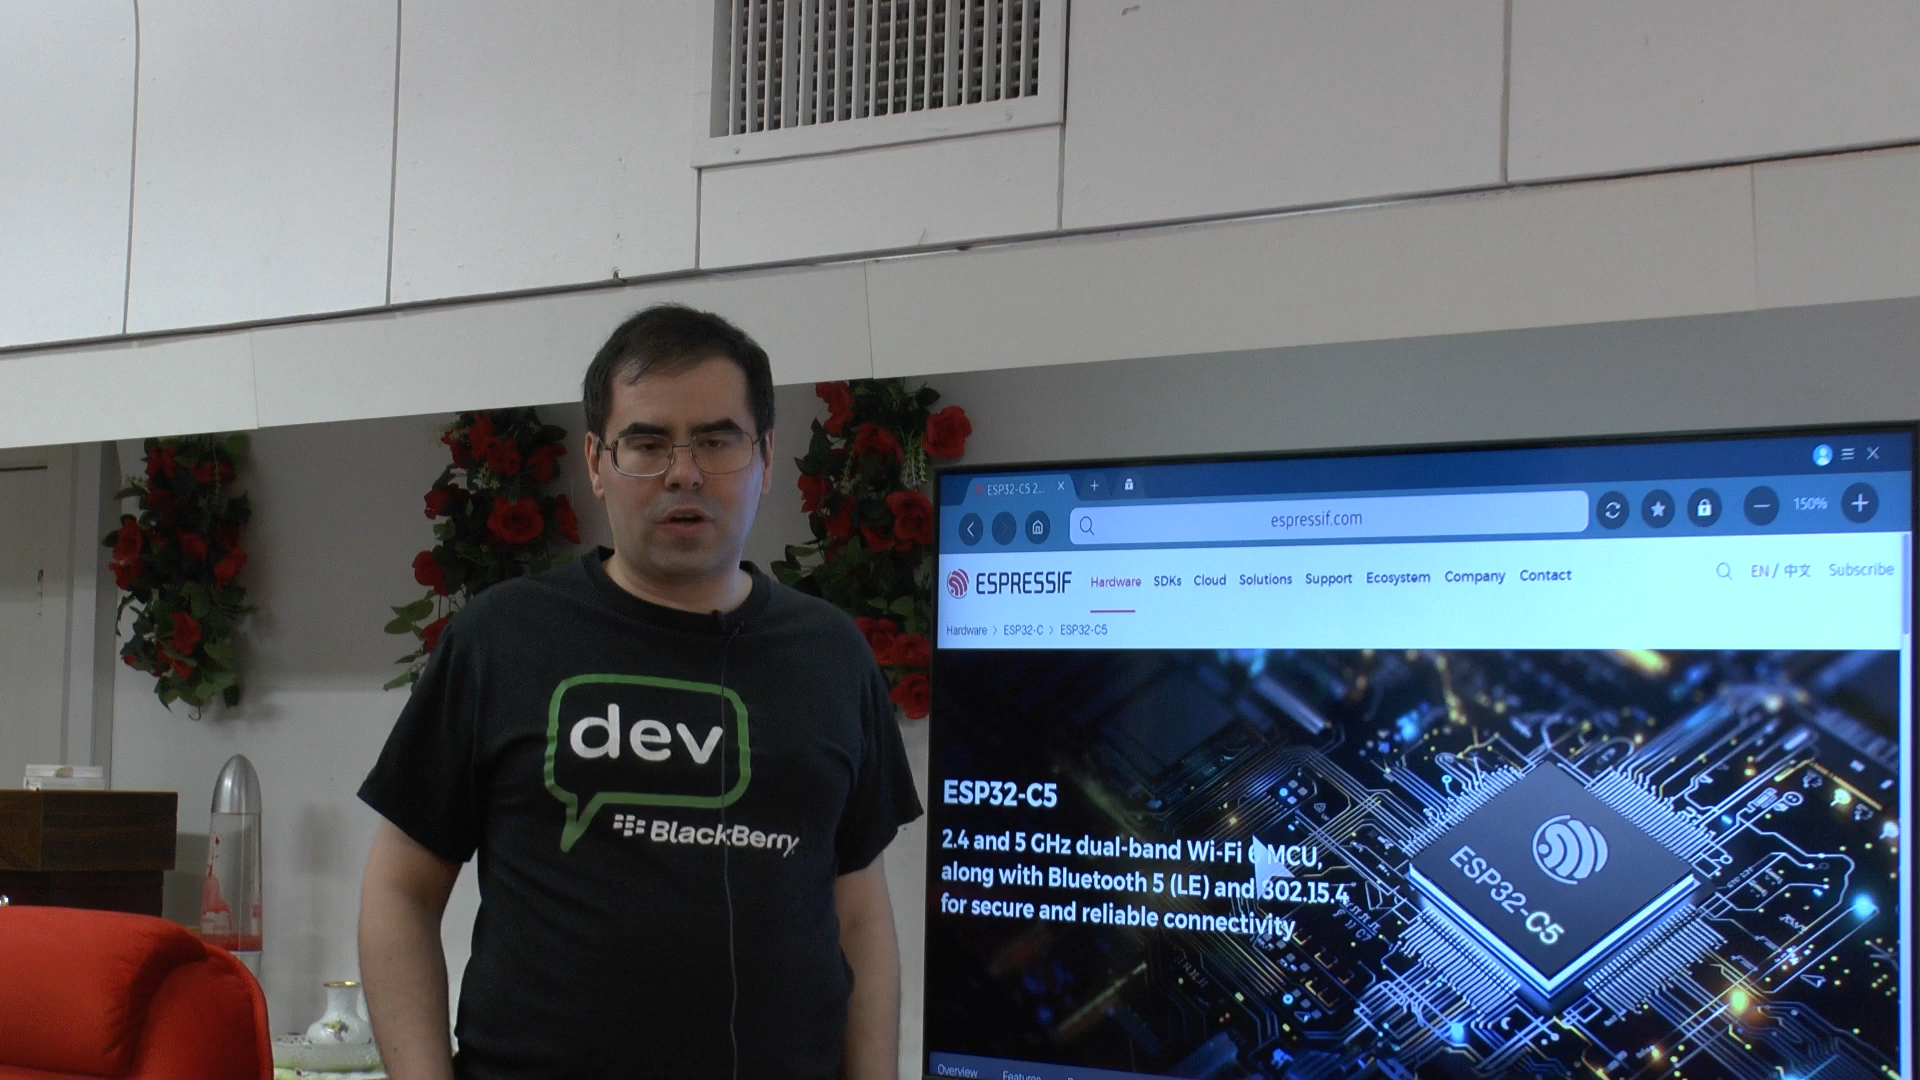 dev
BlackBerry
ESP32-C5 2...
espressif.com
150%
ESPRESSIF
Hardware SDKs Cloud Solutions Support Ecosystem Company Contact
EN / 中文 Subscribe
Hardware > ESP32-C > ESP32-C5
ESP32-C5
2.4 and 5 GHz dual-band Wi-Fi 6 MCU,
along with Bluetooth 5 (LE) and 802.15.4
for secure and reliable connectivity
ESP32-C5
Overview Features